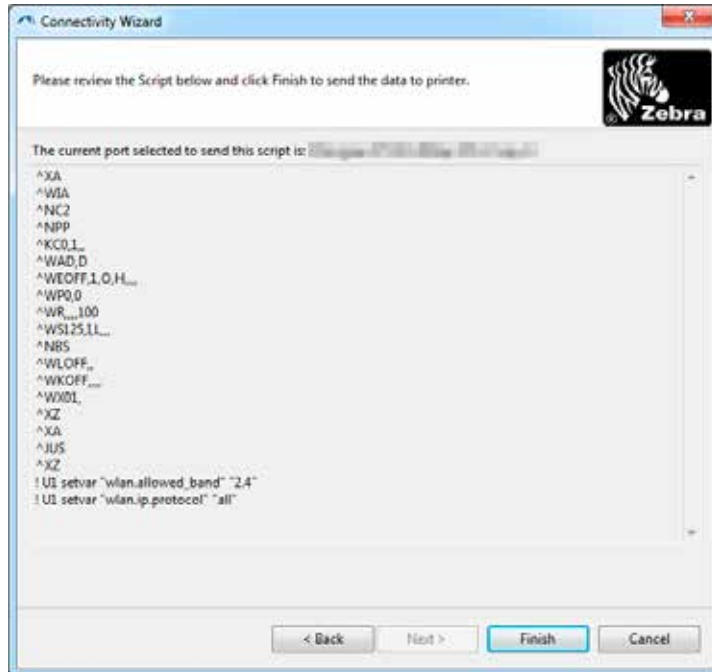 Connectivity Wizard
Please review the Script below and click Finish to send the data to printer.
® Zebra
The current port selected to send this script is:
^XA
^WIA
^NC2
^NPP
^KC0,1,,
^WAD,D
^WEOFF,1,O,H,,,,
^WP0,0
^WR,,,,100
^WS125,1,I,,,
^NBS
^WLOFF,,
^WKOFF,,,,
^WX01,
^XZ
^XA
^JUS
^XZ
! U1 setvar "wlan.allowed_band" "2.4"
! U1 setvar "wlan.ip.protocol" "all"
< Back
Next >
Finish
Cancel